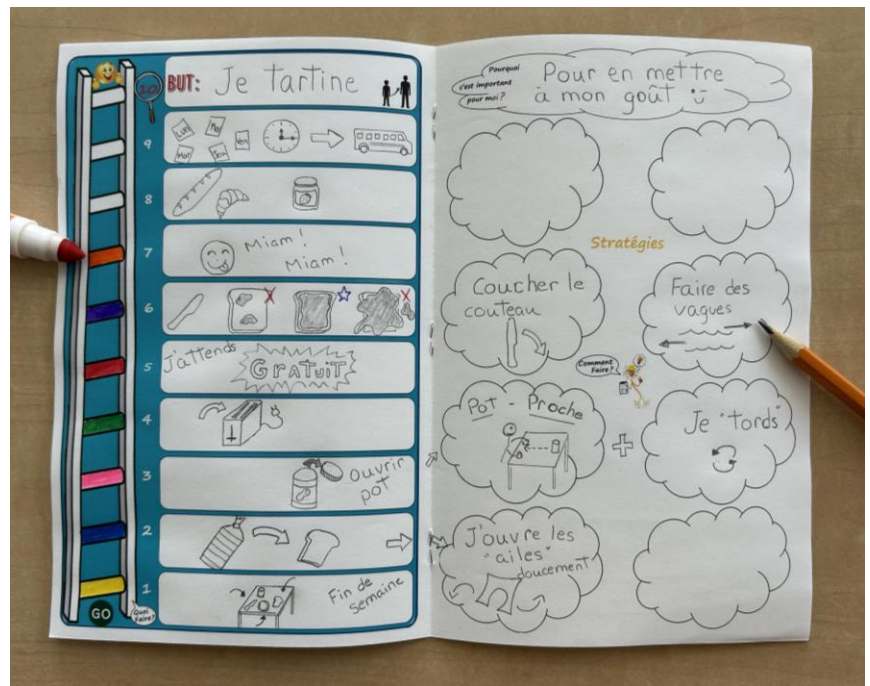 10
BUT: Je tartine
9
Lun
Mar
Jeu
Ven
8
7
Miam!
Miam!
6
5
J'attends
GRATUIT
4
3
Ouvrir
pot
2
1
Fin de
semaine
GO
Quoi
Faire?
Pourquoi
c'est important
pour moi?
Pour en mettre
à mon goût
Stratégies
Coucher le
couteau
Faire des
vagues
Comment
Faire?
Pot - Proche
+
Je "tords"
J'ouvre les
"ailes"
doucement